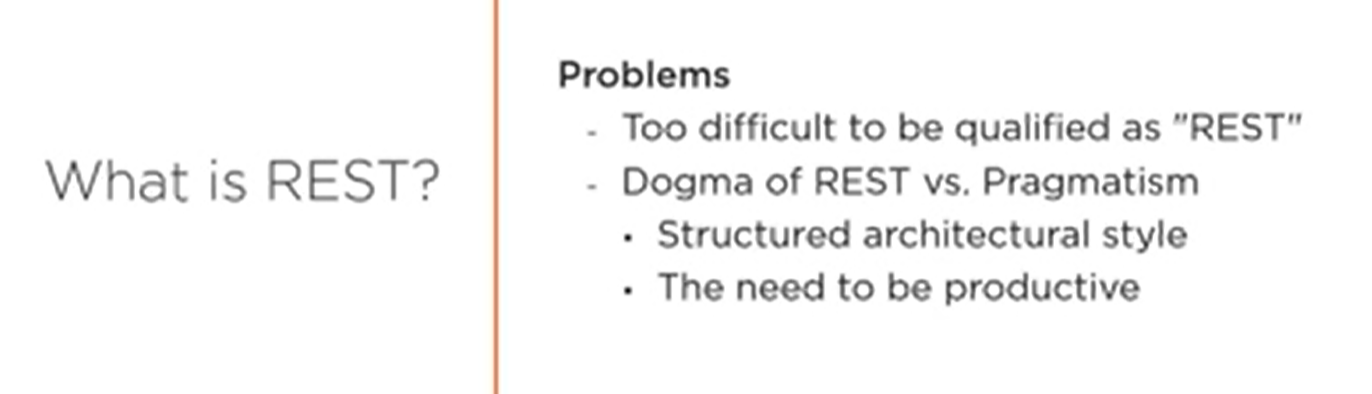 What is REST?
Problems
- Too difficult to be qualified as "REST"
- Dogma of REST vs. Pragmatism
• Structured architectural style
• The need to be productive